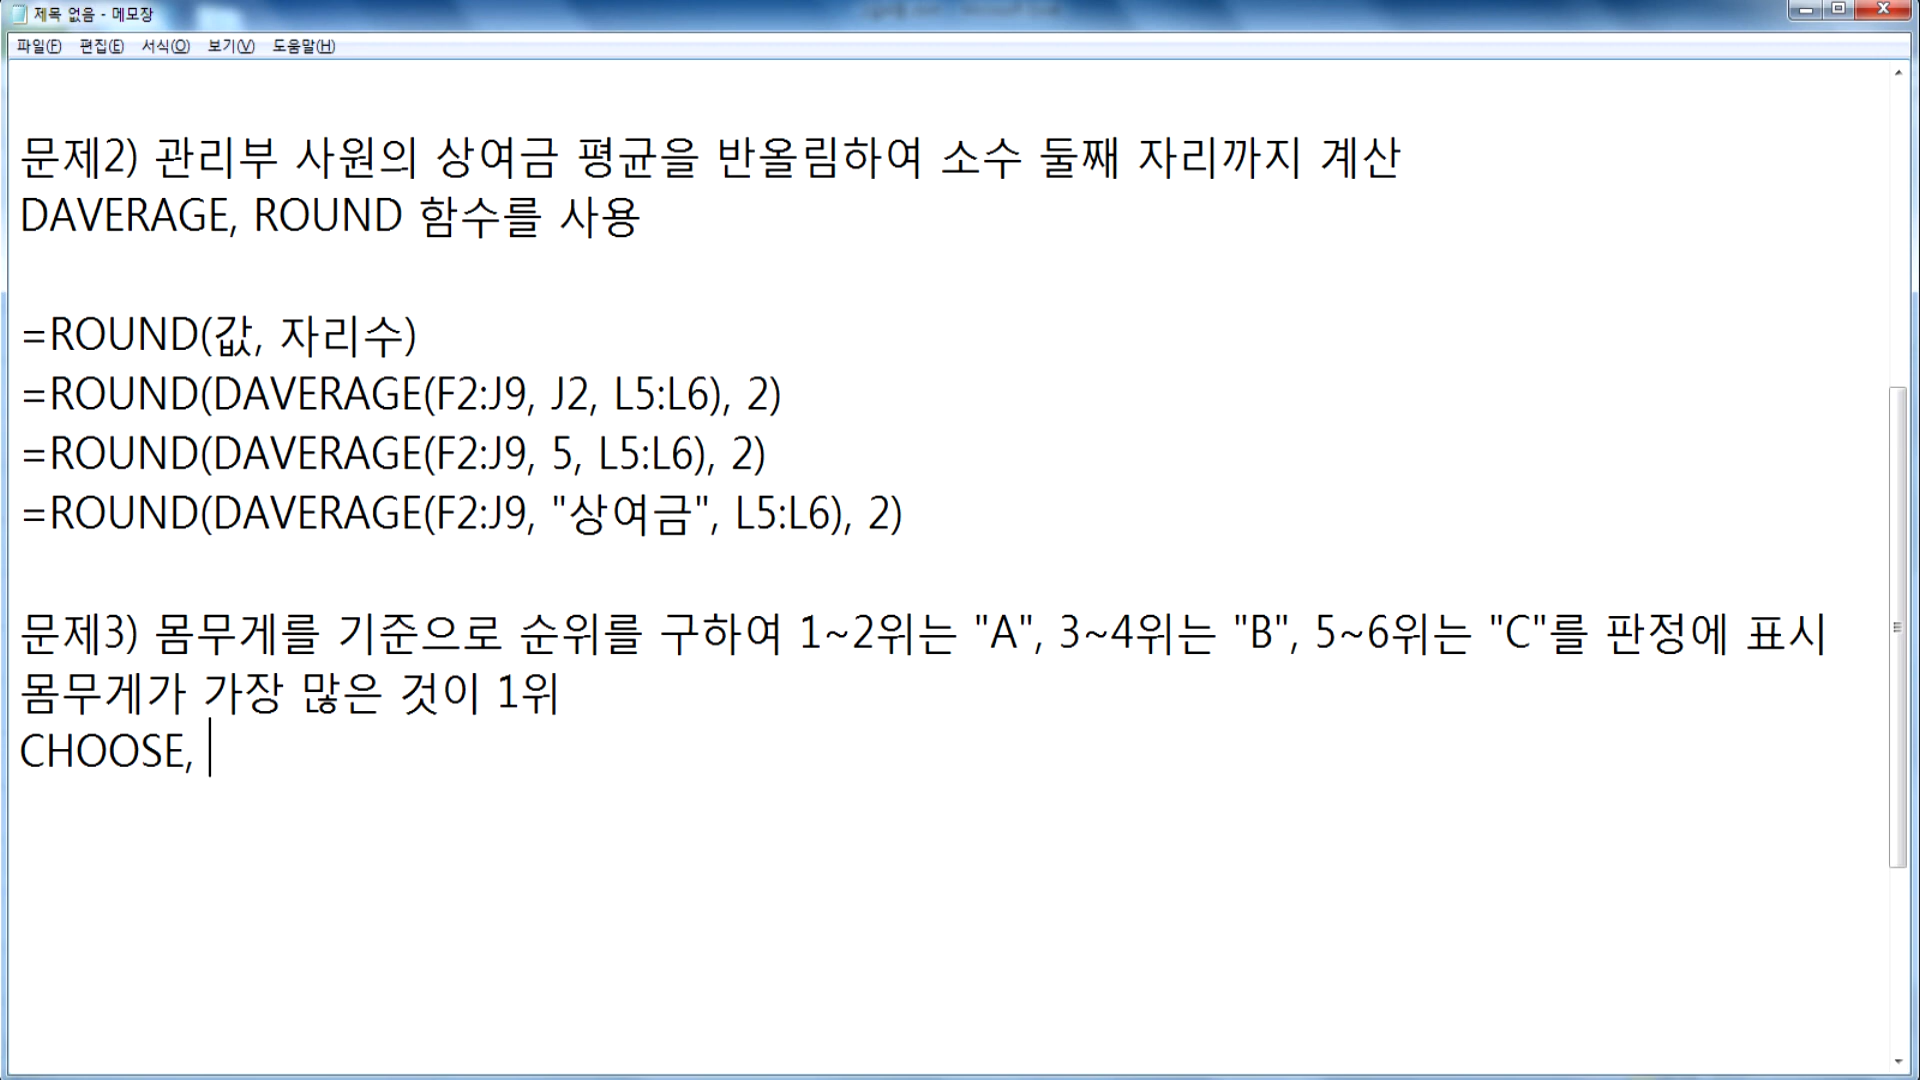 제목 없음 - 메모장
파일(F) 편집(E) 서식(O) 보기(V) 도움말(H)
문제2) 관리부 사원의 상여금 평균을 반올림하여 소수 둘째 자리까지 계산
DAVERAGE, ROUND 함수를 사용
=ROUND(값, 자리수)
=ROUND(DAVERAGE(F2:J9, J2, L5:L6), 2)
=ROUND(DAVERAGE(F2:J9, 5, L5:L6), 2)
=ROUND(DAVERAGE(F2:J9, "상여금", L5:L6), 2)
문제3) 몸무게를 기준으로 순위를 구하여 1~2위는 "A", 3~4위는 "B", 5~6위는 "C"를 판정에 표시
몸무게가 가장 많은 것이 1위
CHOOSE,